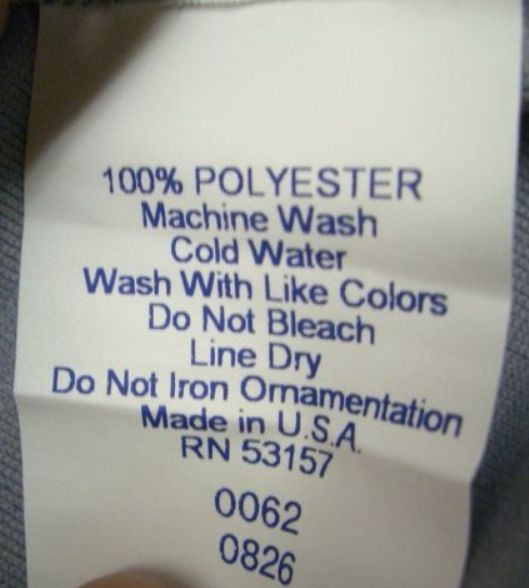 100% POLYESTER
Machine Wash
Cold Water
Wash With Like Colors
Do Not Bleach
Line Dry
Do Not Iron Ornamentation
Made in U.S.A.
RN 53157
0062
0826